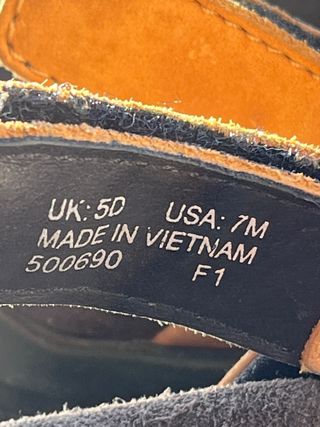 UK: 5D USA: 7M
MADE IN VIETNAM
500690 F1